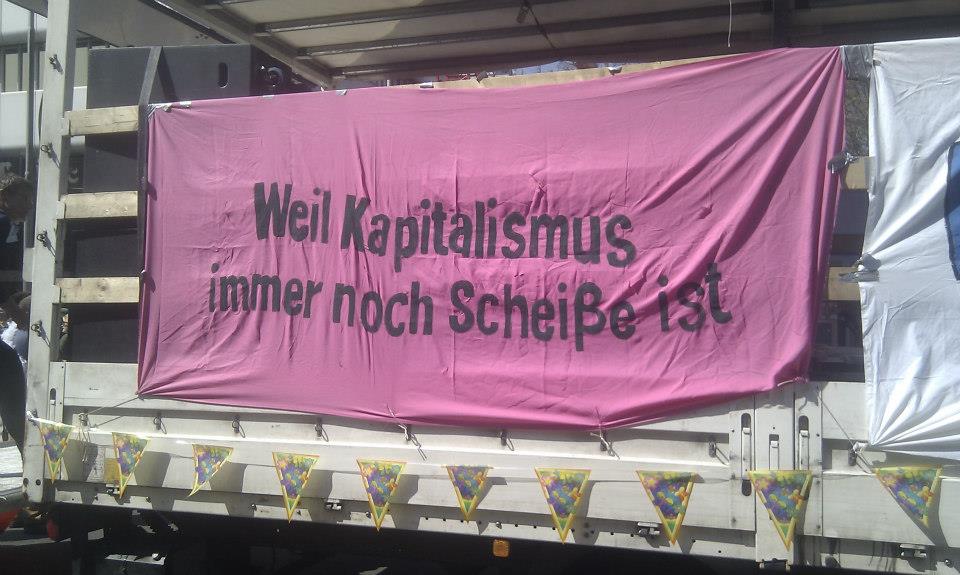 Weil Kapitalismus
immer noch Scheiße ist